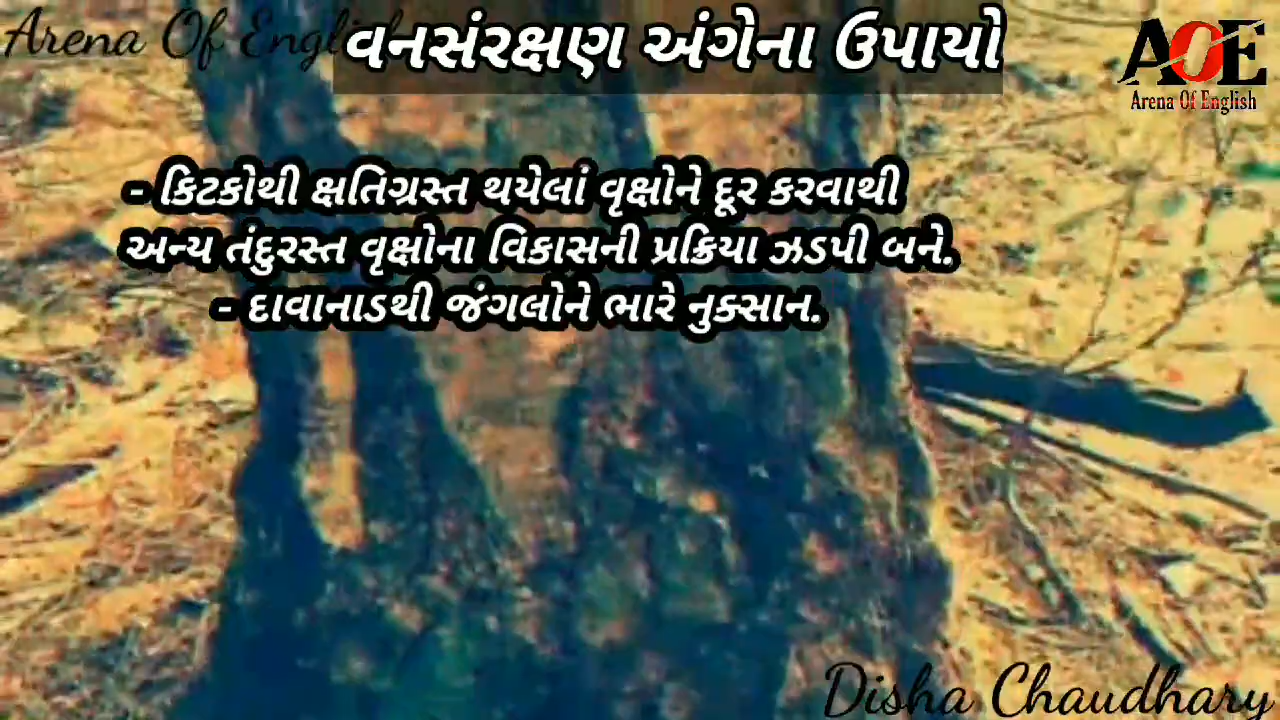 Arena Of Engl
વનસંરક્ષણ અંગેના ઉપાયો
AOE
Arena Of English
- કિટકોથી ક્ષતિગ્રસ્ત થયેલાં વૃક્ષોને દૂર કરવાથી
અન્ય તંદુરસ્ત વૃક્ષોના વિકાસની પ્રક્રિયા ઝડપી બને.
- દાવાનાડથી જંગલોને ભારે નુક્સાન.
Disha Chaudhary